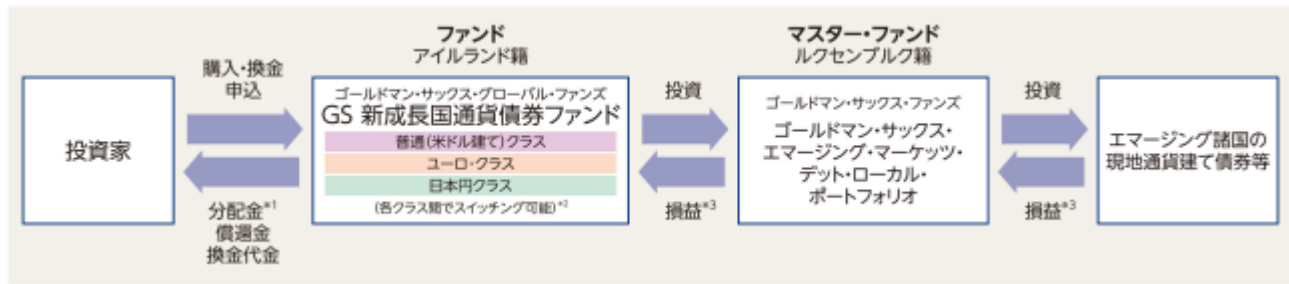 投資家
購入・換金
申込
分配金*1
償還金
換金代金
ファンド
アイルランド籍
ゴールドマン・サックス・グローバル・ファンズ
GS 新成長国通貨債券ファンド
普通(米ドル建て)クラス
ユーロ・クラス
日本円クラス
(各クラス間でスイッチング可能)*2
投資
損益*3
マスター・ファンド
ルクセンブルク籍
ゴールドマン・サックス・ファンズ
ゴールドマン・サックス・
エマージング・マーケッツ・
デット・ローカル・
ポートフォリオ
投資
損益*3
エマージング諸国の
現地通貨建て債券等